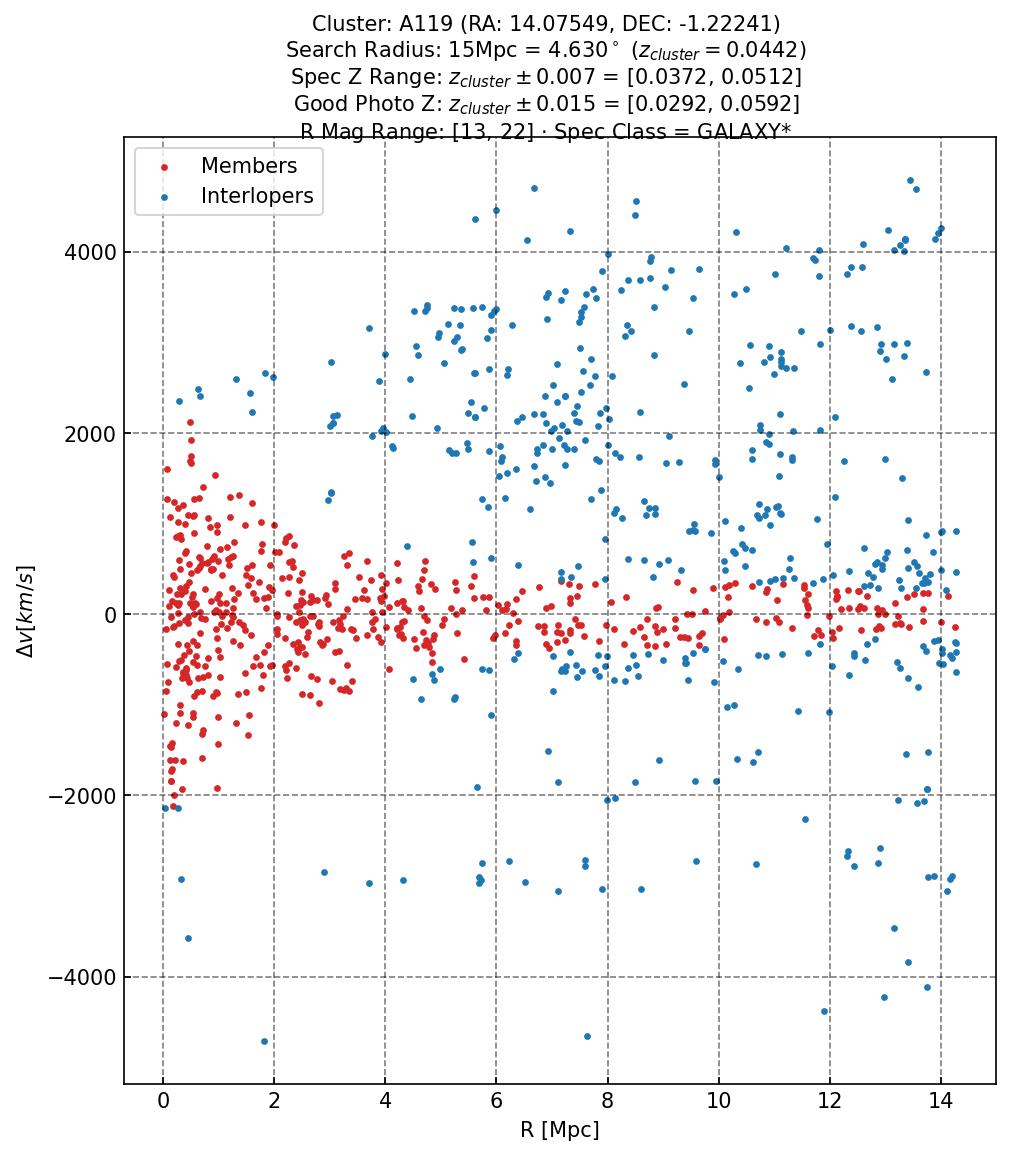 Cluster: A119 (RA: 14.07549, DEC: -1.22241)
Search Radius: 15Mpc = 4.630° (z_cluster = 0.0442)
Spec Z Range: z_cluster ± 0.007 = [0.0372, 0.0512]
Good Photo Z: z_cluster ± 0.015 = [0.0292, 0.0592]
R Mag Range: [13, 22] · Spec Class = GALAXY*
Members
Interlopers
4000
2000
0
−2000
−4000
Δv[km/s]
0 2 4 6 8 10 12 14
R [Mpc]